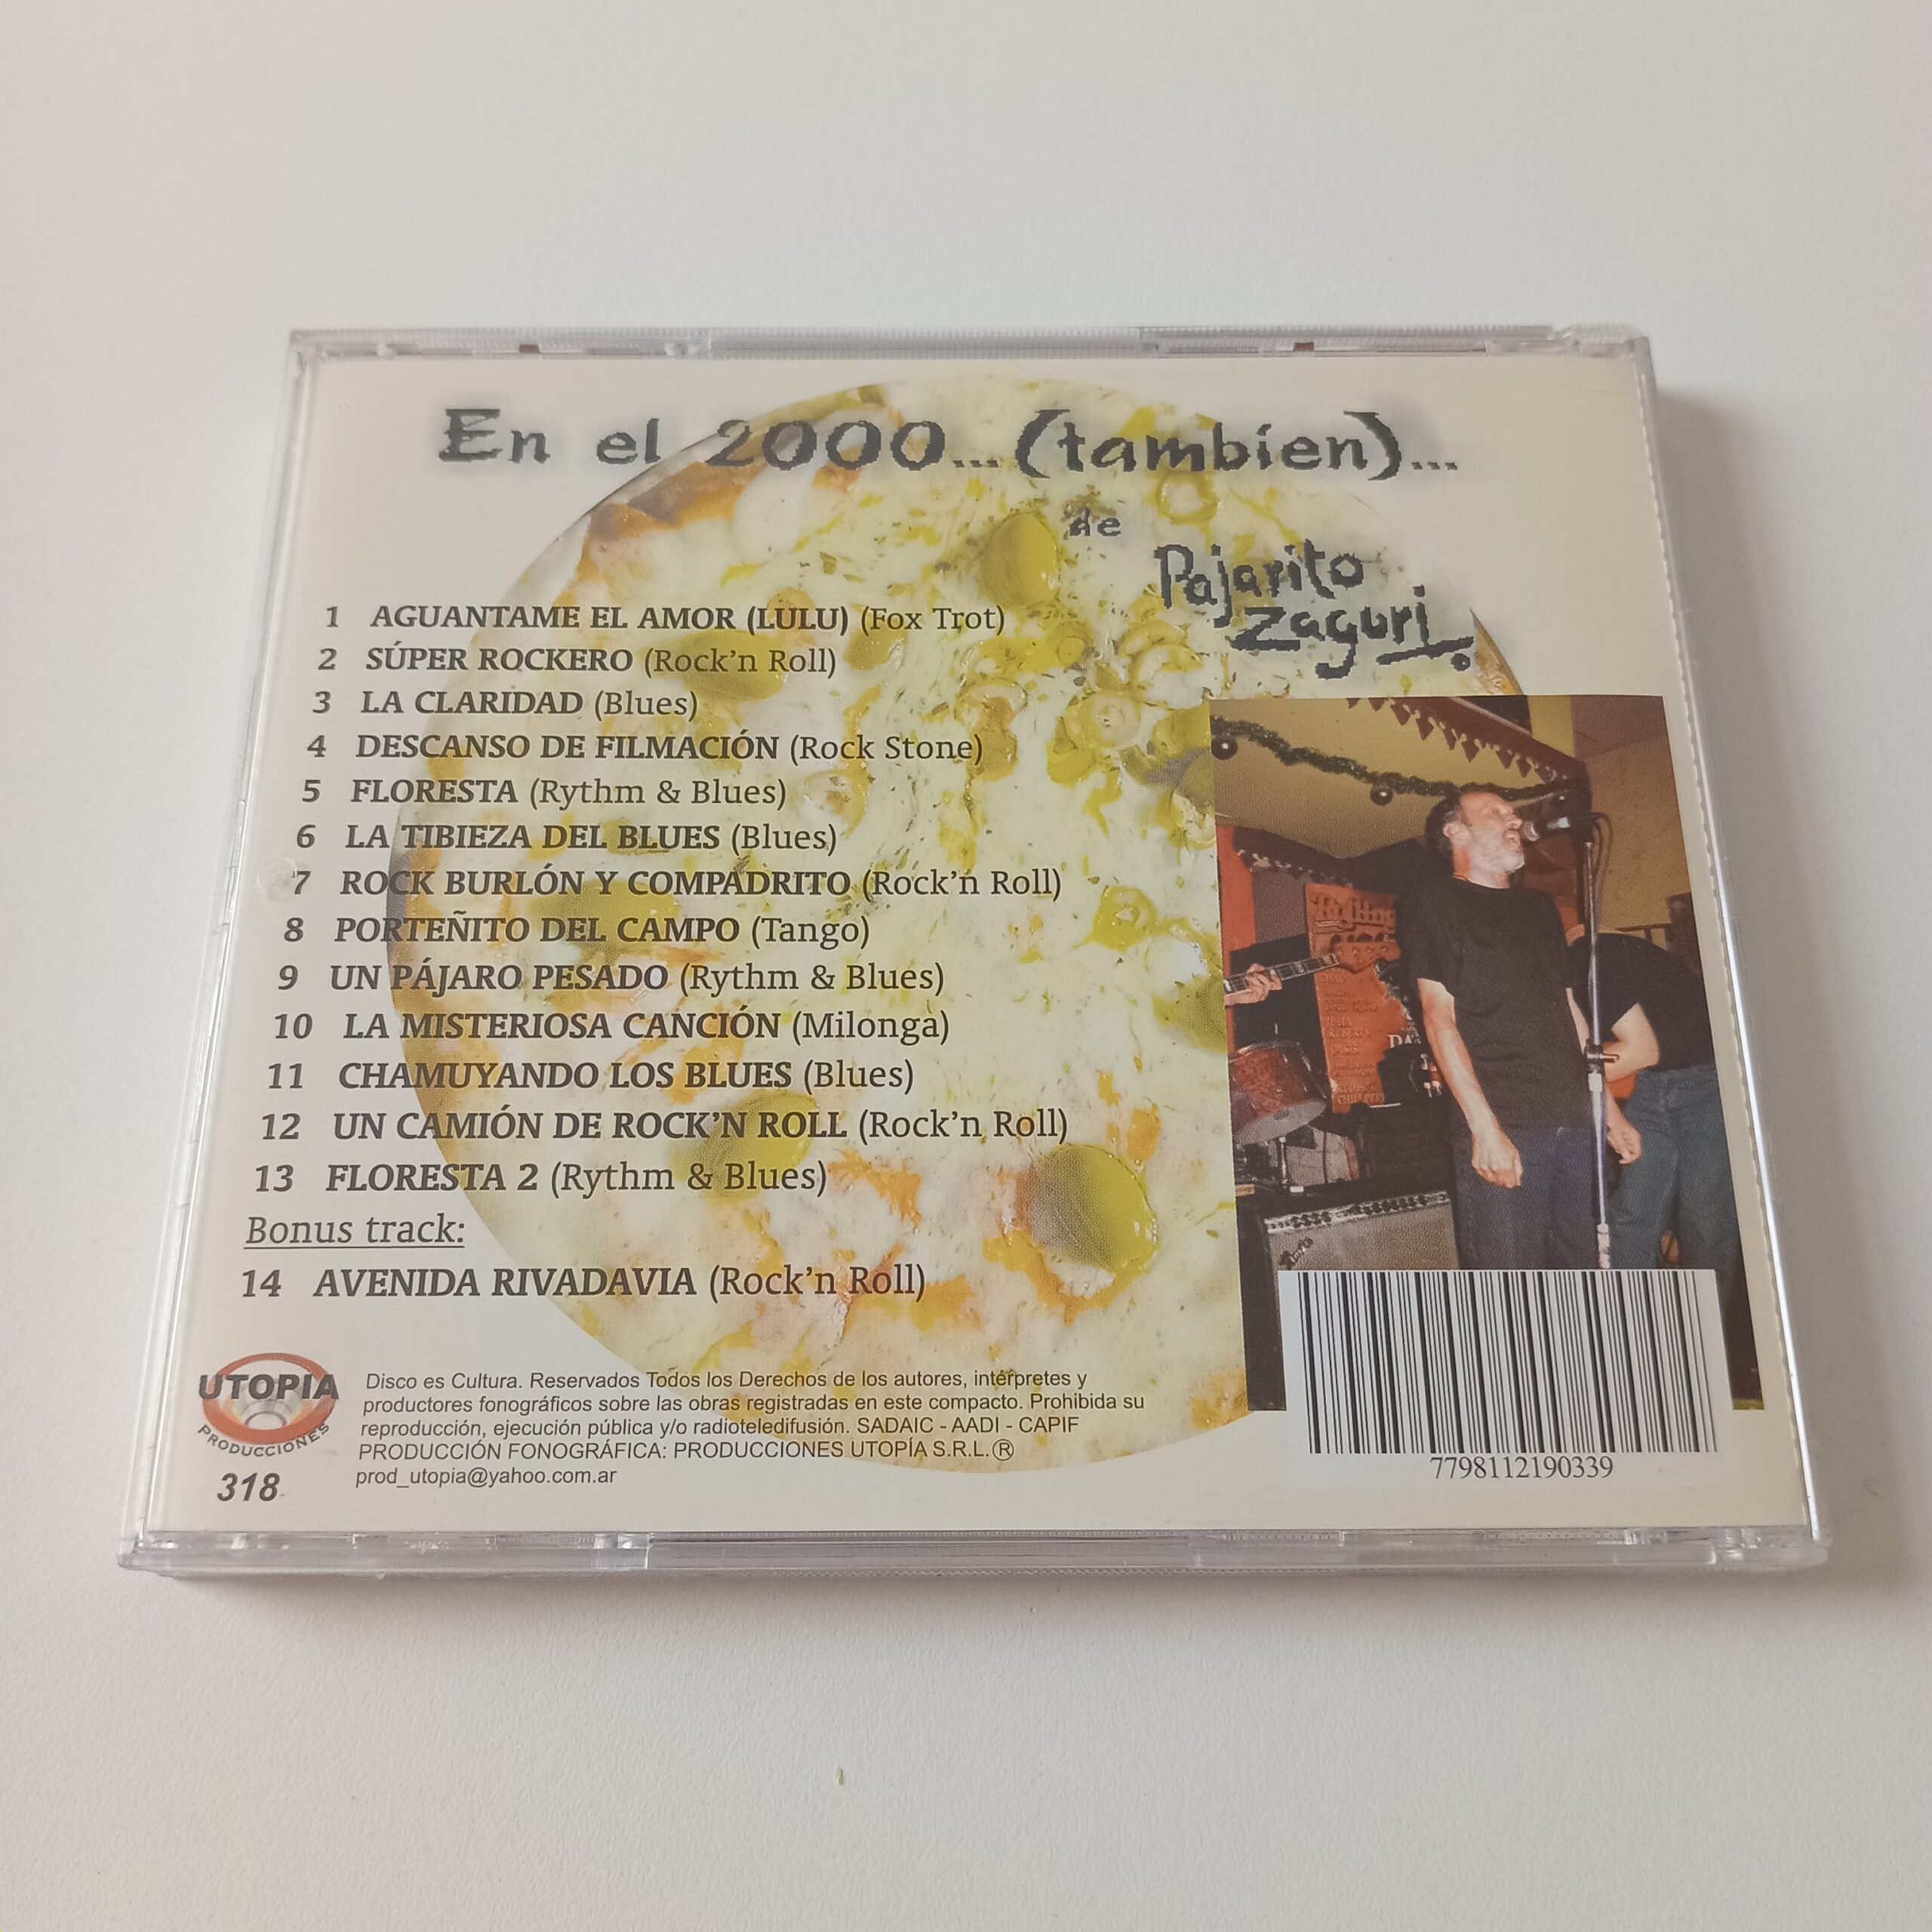 En el 2000...(tambien)...
de
Pajarito
Zaguri
1 AGUANTAME EL AMOR (LULU) (Fox Trot)
2 SÚPER ROCKERO (Rock'n Roll)
3 LA CLARIDAD (Blues)
4 DESCANSO DE FILMACIÓN (Rock Stone)
5 FLORESTA (Rythm & Blues)
6 LA TIBIEZA DEL BLUES (Blues)
7 ROCK BURLÓN Y COMPADRITO (Rock'n Roll)
8 PORTEÑITO DEL CAMPO (Tango)
9 UN PÁJARO PESADO (Rythm & Blues)
10 LA MISTERIOSA CANCIÓN (Milonga)
11 CHAMUYANDO LOS BLUES (Blues)
12 UN CAMIÓN DE ROCK'N ROLL (Rock'n Roll)
13 FLORESTA 2 (Rythm & Blues)
Bonus track:
14 AVENIDA RIVADAVIA (Rock'n Roll)
UTOPIA
PRODUCCIONES
318
Disco es Cultura. Reservados Todos los Derechos de los autores, intérpretes y
productores fonográficos sobre las obras registradas en este compacto. Prohibida su
reproducción, ejecución pública y/o radioteledifusión. SADAIC - AADI - CAPIF
PRODUCCIÓN FONOGRÁFICA: PRODUCCIONES UTOPÍA S.R.L.®
prod_utopia@yahoo.com.ar
7798112190339